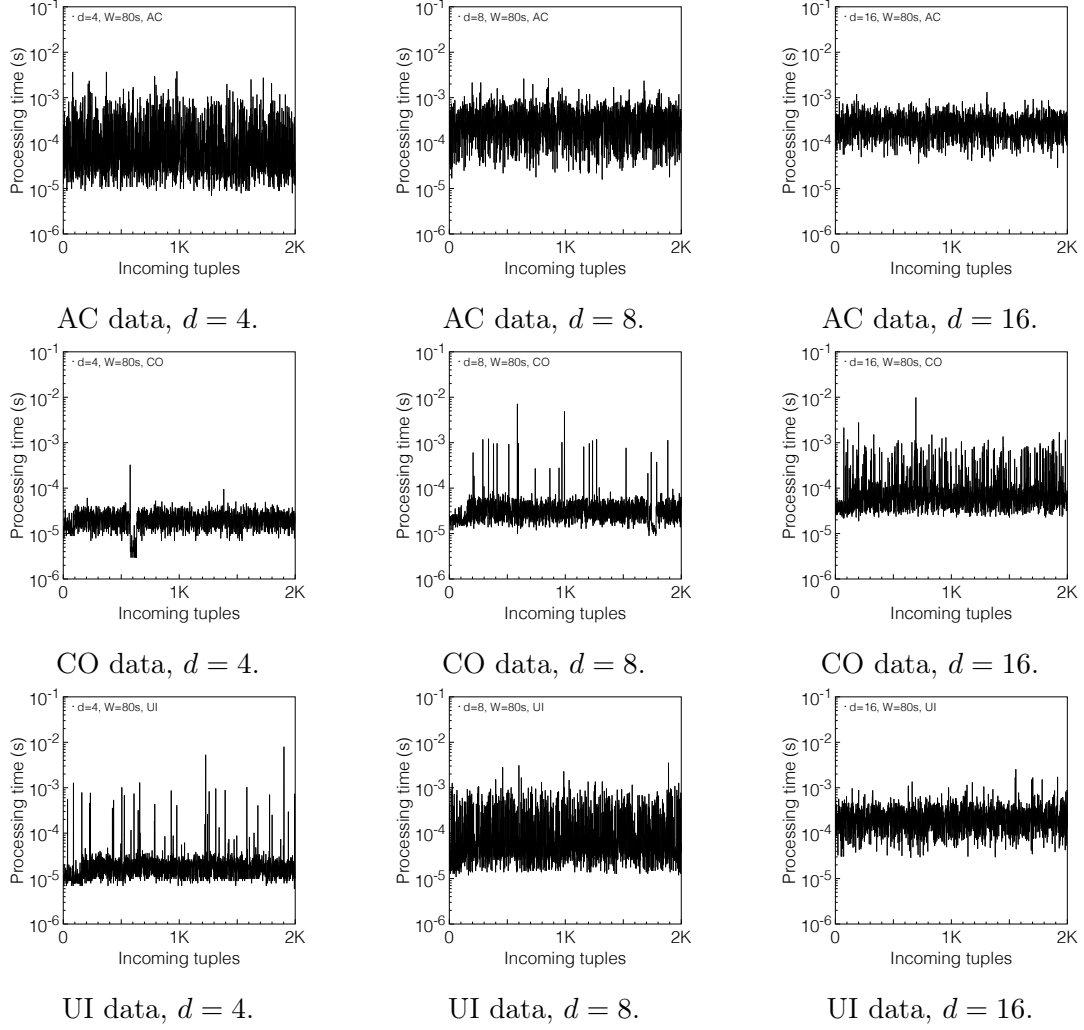 10-1
· d=4, W=80s, AC
10-2
10-3
10-4
10-5
10-6
Processing time (s)
0 1K 2K
Incoming tuples
AC data, d = 4.
10-1
· d=8, W=80s, AC
10-2
10-3
10-4
10-5
10-6
Processing time (s)
0 1K 2K
Incoming tuples
AC data, d = 8.
10-1
· d=16, W=80s, AC
10-2
10-3
10-4
10-5
10-6
Processing time (s)
0 1K 2K
Incoming tuples
AC data, d = 16.
10-1
· d=4, W=80s, CO
10-2
10-3
10-4
10-5
10-6
Processing time (s)
0 1K 2K
Incoming tuples
CO data, d = 4.
10-1
· d=8, W=80s, CO
10-2
10-3
10-4
10-5
10-6
Processing time (s)
0 1K 2K
Incoming tuples
CO data, d = 8.
10-1
· d=16, W=80s, CO
10-2
10-3
10-4
10-5
10-6
Processing time (s)
0 1K 2K
Incoming tuples
CO data, d = 16.
10-1
· d=4, W=80s, UI
10-2
10-3
10-4
10-5
10-6
Processing time (s)
0 1K 2K
Incoming tuples
UI data, d = 4.
10-1
· d=8, W=80s, UI
10-2
10-3
10-4
10-5
10-6
Processing time (s)
0 1K 2K
Incoming tuples
UI data, d = 8.
10-1
· d=16, W=80s, UI
10-2
10-3
10-4
10-5
10-6
Processing time (s)
0 1K 2K
Incoming tuples
UI data, d = 16.